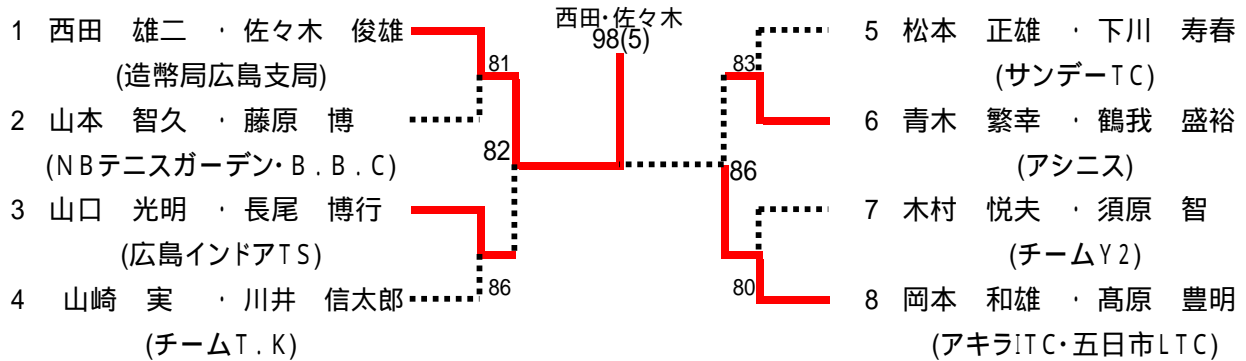 西田・佐々木
98(5)
1 西田 雄二 ・ 佐々木 俊雄
(造幣局広島支局)
81
2 山本 智久 ・ 藤原 博
(NBテニスガーデン・B.B.C)
82
3 山口 光明 ・ 長尾 博行
(広島インドアTS)
86
4 山崎 実 ・ 川井 信太郎
(チームT.K)
5 松本 正雄 ・ 下川 寿春
83
(サンデーTC)
6 青木 繁幸 ・ 鶴我 盛裕
(アシニス)
86
7 木村 悦夫 ・ 須原 智
(チームY2)
80
8 岡本 和雄 ・ 髙原 豊明
(アキラITC・五日市LTC)